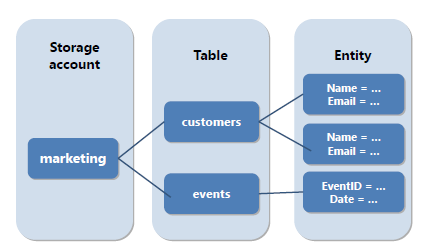 Storage
account
Table
Entity
marketing
customers
events
Name = ...
Email = ...
Name = ...
Email = ...
EventID = ...
Date = ...